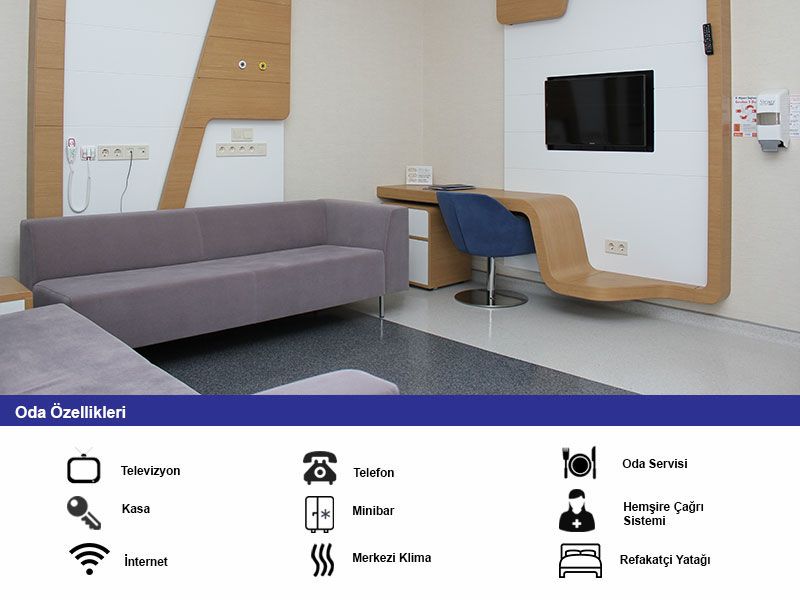 Oda Özellikleri
Televizyon
Telefon
Oda Servisi
Kasa
Minibar
Hemşire Çağrı
Sistemi
İnternet
Merkezi Klima
Refakatçi Yatağı